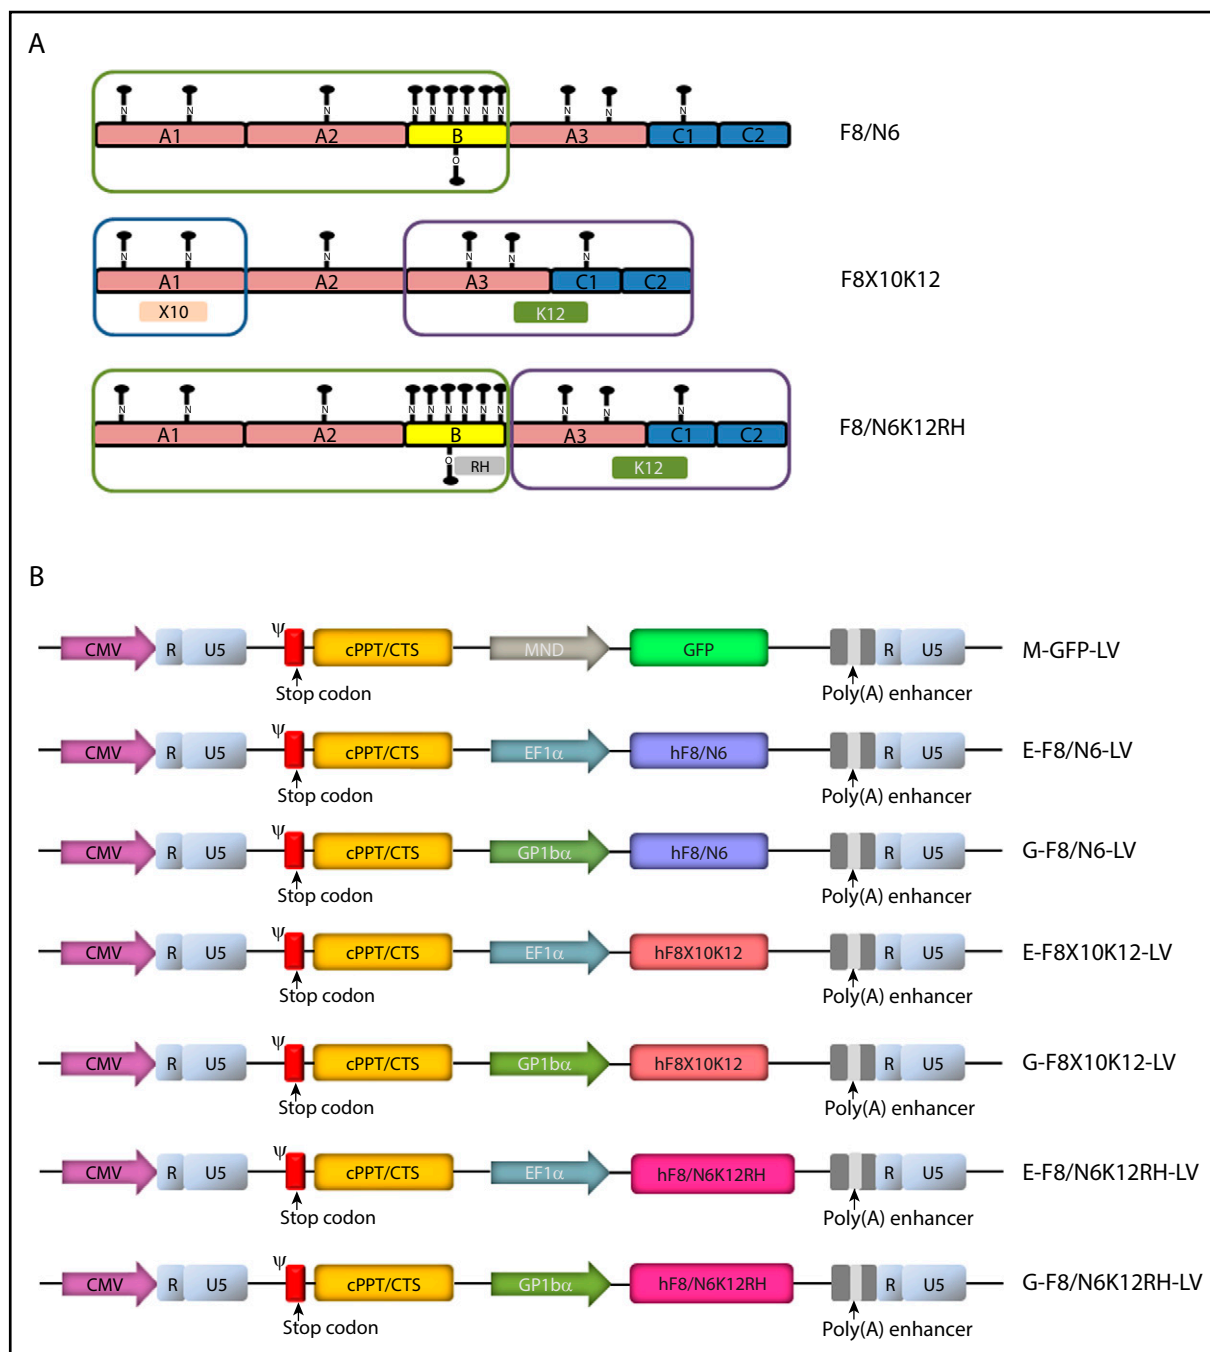 A
N N N N N N N N N N N N
A1 A2 B A3 C1 C2 F8/N6
O
N N N N N N
A1 A2 A3 C1 C2 F8X10K12
X10 K12
N N N N N N N N N N N N
A1 A2 B A3 C1 C2 F8/N6K12RH
O RH K12
B
ψ
CMV R U5 cPPT/CTS MND GFP R U5 M-GFP-LV
Stop codon Poly(A) enhancer
ψ
CMV R U5 cPPT/CTS EF1α hF8/N6 R U5 E-F8/N6-LV
Stop codon Poly(A) enhancer
ψ
CMV R U5 cPPT/CTS GP1bα hF8/N6 R U5 G-F8/N6-LV
Stop codon Poly(A) enhancer
ψ
CMV R U5 cPPT/CTS EF1α hF8X10K12 R U5 E-F8X10K12-LV
Stop codon Poly(A) enhancer
ψ
CMV R U5 cPPT/CTS GP1bα hF8X10K12 R U5 G-F8X10K12-LV
Stop codon Poly(A) enhancer
ψ
CMV R U5 cPPT/CTS EF1α hF8/N6K12RH R U5 E-F8/N6K12RH-LV
Stop codon Poly(A) enhancer
ψ
CMV R U5 cPPT/CTS GP1bα hF8/N6K12RH R U5 G-F8/N6K12RH-LV
Stop codon Poly(A) enhancer